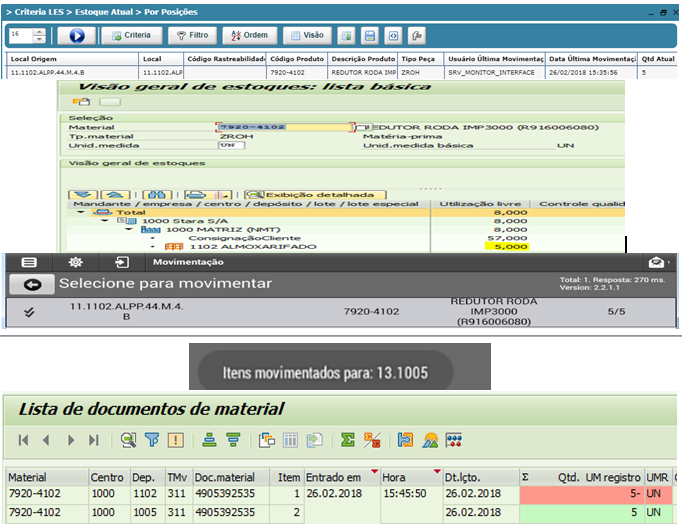 > Criteria LES > Estoque Atual > Por Posições
16 Criteria Filtro Ordem Visão
Local Origem Local Código Rastreabilidade Código Produto Descrição Produto Tipo Peça Usuário Última Movimentaç Data Última Movimentaçã Qtd Atual
11.1102.ALPP.44.M.4.B 11.1102.ALP 7920-4102 REDUTOR RODA IMP ZROH SRV_MONITOR_INTERFACE 26/02/2018 15:35:56 5
Visão geral de estoques: lista básica
Seleção
Material 7920-4102 EDUTOR RODA IMP3000 (R916006080)
Tp.material ZROH Matéria-prima
Unid.medida UN Unid.medida básica UN
Visão geral de estoques
Exibição detalhada
Mandante / empresa / centro / depósito / lote / lote especial Utilização livre Controle qualid
Total 8,000
1000 Stara S/A 8,000
1000 MATRIZ (NMT) 8,000
ConsignaçãoCliente 57,000
1102 ALMOXARIFADO 5,000
Movimentação
Selecione para movimentar
Total: 1. Resposta: 270 ms.
Version: 2.2.1.1
11.1102.ALPP.44.M.4.
B
7920-4102
REDUTOR RODA
IMP3000
(R916006080)
5/5
Itens movimentados para: 13.1005
Lista de documentos de material
Material Centro Dep. TMv Doc.material Item Entrado em Hora Dt.lçto. Σ Qtd. UM registro UMR
7920-4102 1000 1102 311 4905392535 1 26.02.2018 15:45:50 26.02.2018 5- UN
7920-4102 1000 1005 311 4905392535 2 26.02.2018 5 UN